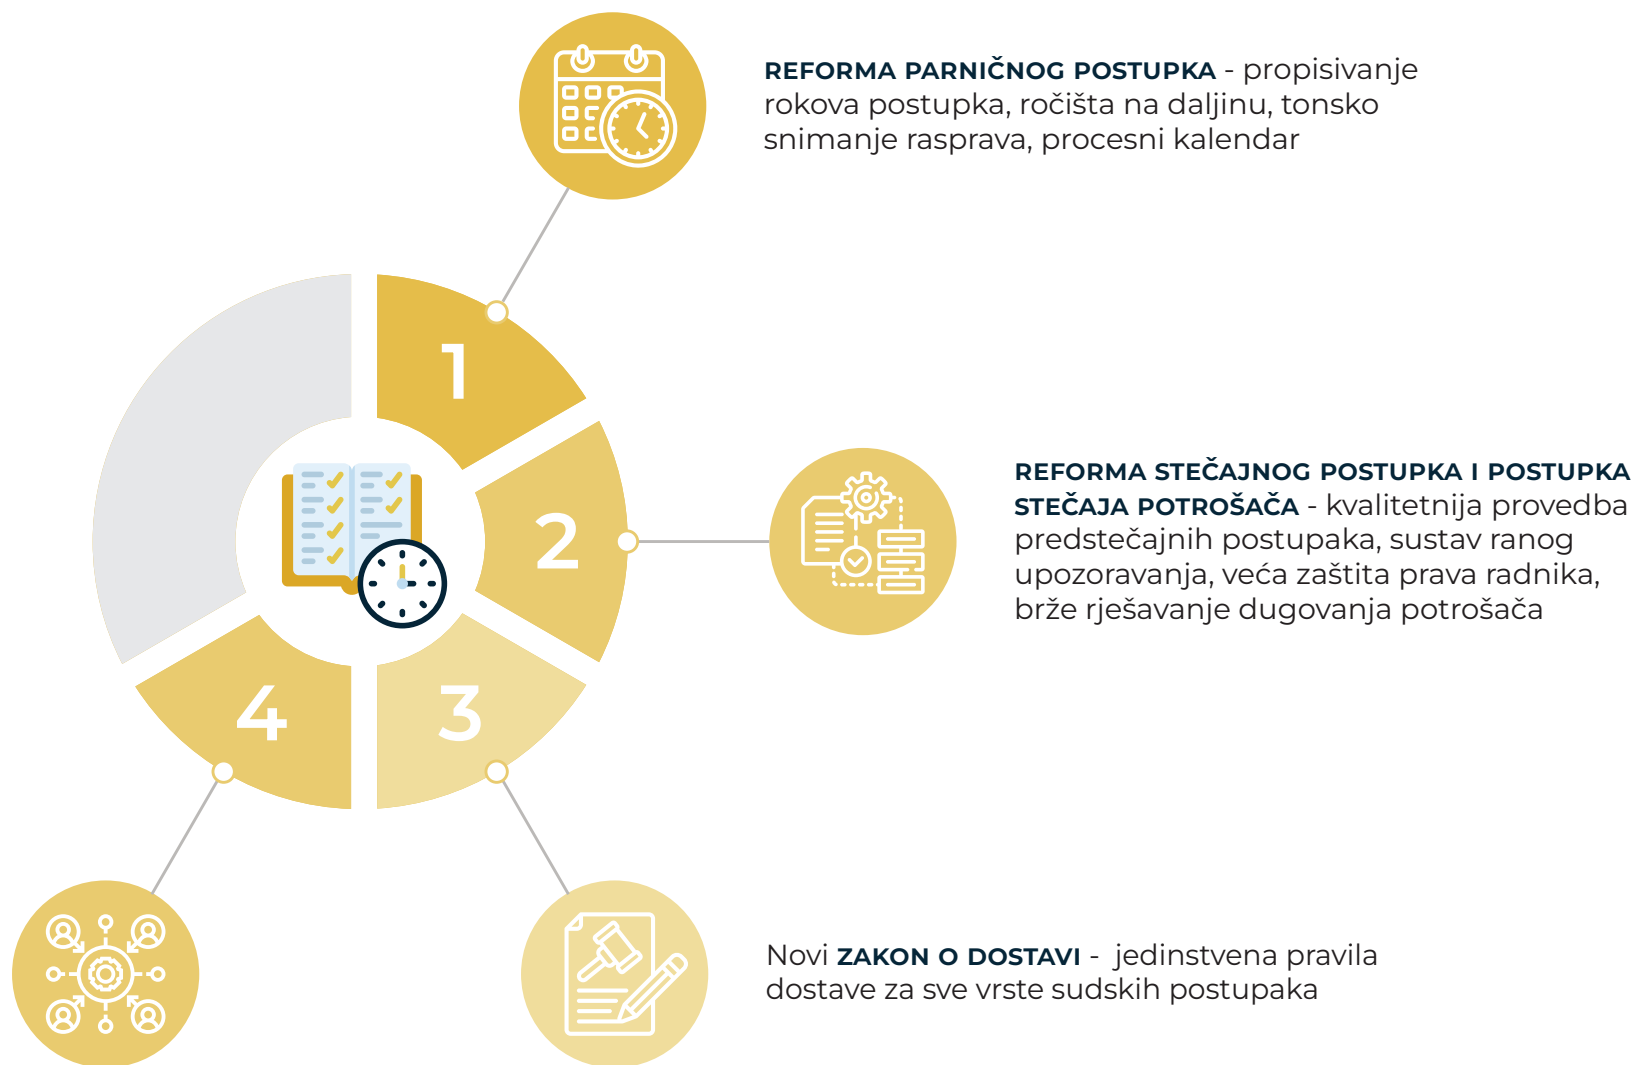 REFORMA PARNIČNOG POSTUPKA - propisivanje
rokova postupka, ročišta na daljinu, tonsko
snimanje rasprava, procesni kalendar
1
2
REFORMA STEČAJNOG POSTUPKA I POSTUPKA
STEČAJA POTROŠAČA - kvalitetnija provedba
predstečajnih postupaka, sustav ranog
upozoravanja, veća zaštita prava radnika,
brže rješavanje dugovanja potrošača
4
3
Novi ZAKON O DOSTAVI - jedinstvena pravila
dostave za sve vrste sudskih postupaka